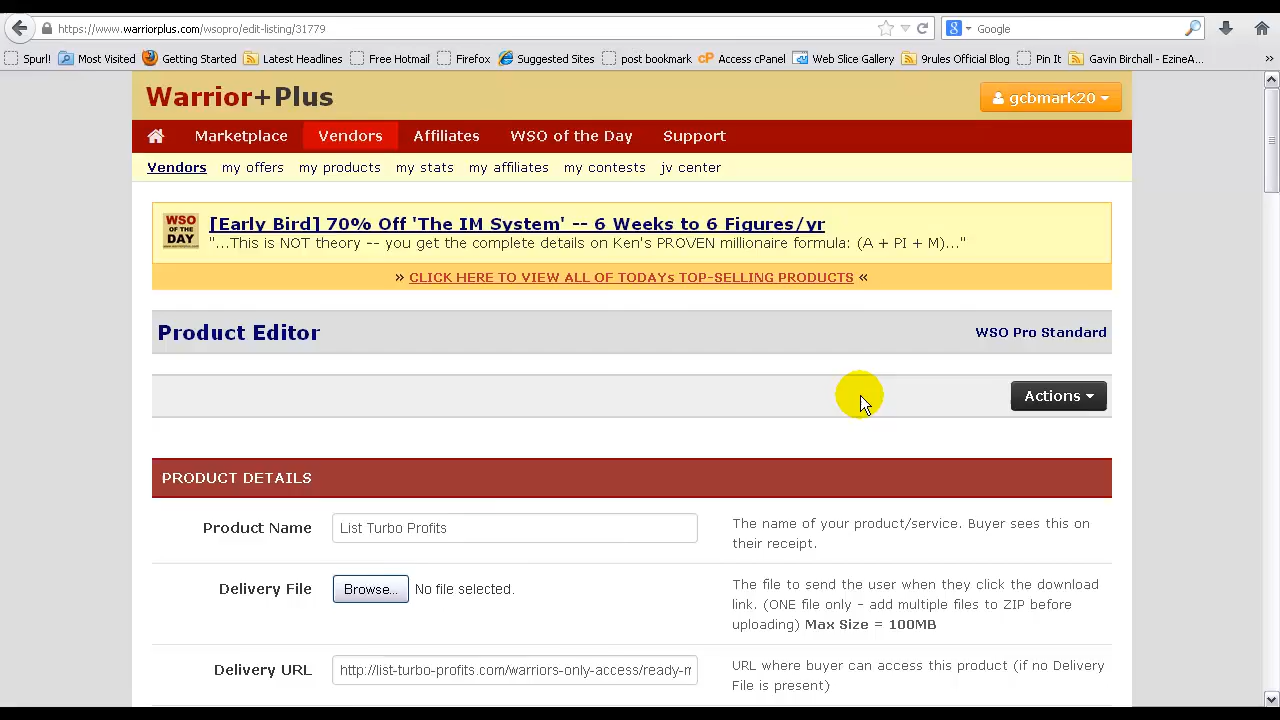 https://www.warriorplus.com/wsopro/edit-listing/31779
Google
Spurl! Most Visited Getting Started Latest Headlines Free Hotmail Firefox Suggested Sites post bookmark cP Access cPanel Web Slice Gallery 9rules Official Blog Pin It Gavin Birchall - EzineA... »
Warrior+Plus
gcbmark20
Marketplace Vendors Affiliates WSO of the Day Support
Vendors my offers my products my stats my affiliates my contests jv center
WSO OF THE DAY
[Early Bird] 70% Off 'The IM System' -- 6 Weeks to 6 Figures/yr
"...This is NOT theory -- you get the complete details on Ken's PROVEN millionaire formula: (A + PI + M)..."
» CLICK HERE TO VIEW ALL OF TODAYs TOP-SELLING PRODUCTS «
Product Editor
WSO Pro Standard
Actions
PRODUCT DETAILS
Product Name
List Turbo Profits
The name of your product/service. Buyer sees this on
their receipt.
Delivery File
Browse... No file selected.
The file to send the user when they click the download
link. (ONE file only - add multiple files to ZIP before
uploading) Max Size = 100MB
Delivery URL
http://list-turbo-profits.com/warriors-only-access/ready-m
URL where buyer can access this product (if no Delivery
File is present)